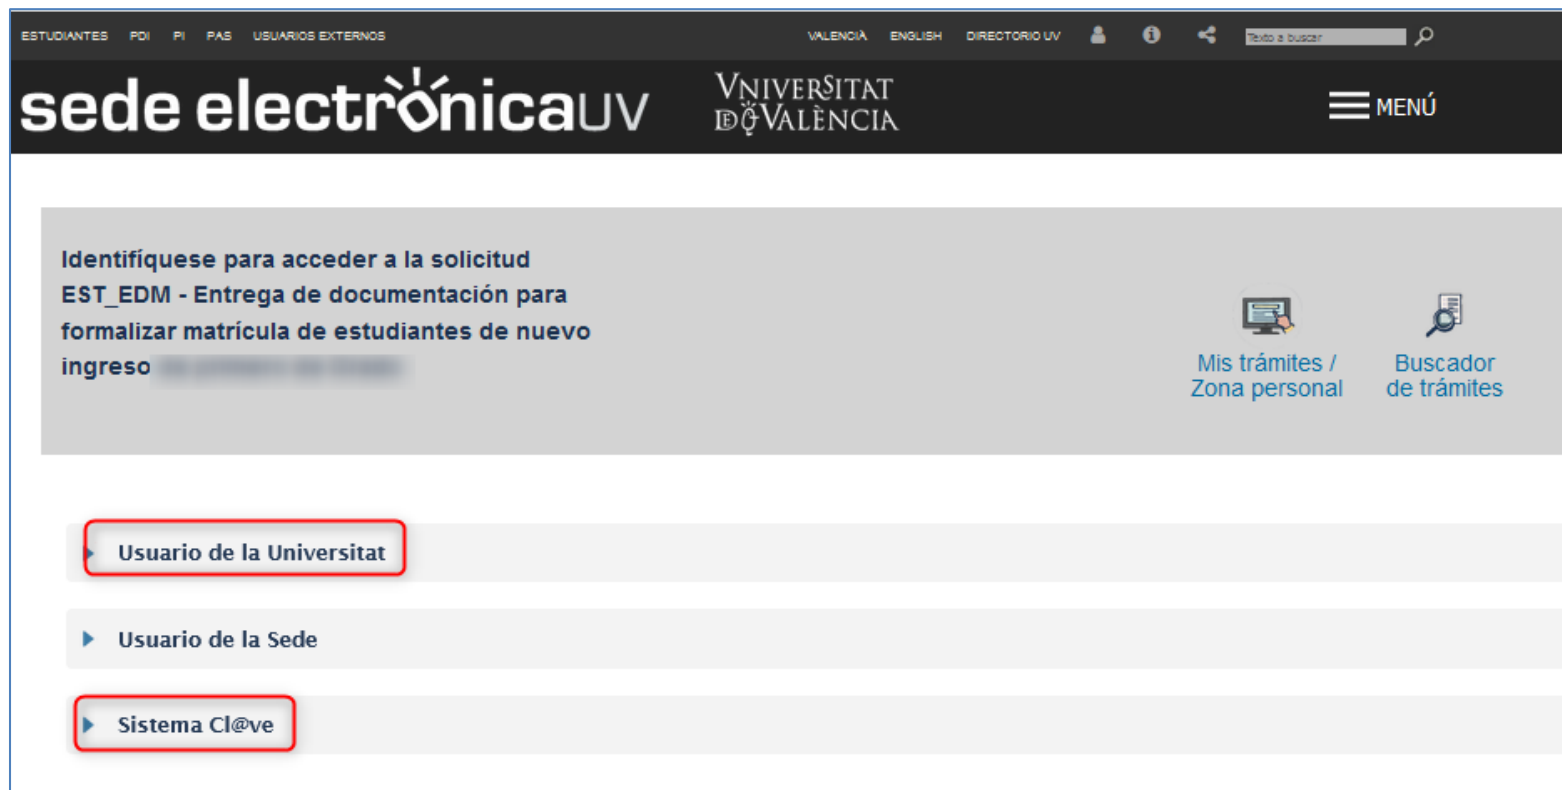 ESTUDIANTES PDI PI PAS USUARIOS EXTERNOS VALENCIÀ ENGLISH DIRECTORIO UV Texto a buscar
sede electrònicauv VNIVERSITAT
DE VALÈNCIA MENÚ
Identifíquese para acceder a la solicitud
EST_EDM - Entrega de documentación para
formalizar matrícula de estudiantes de nuevo
ingreso
Mis trámites /
Zona personal
Buscador
de trámites
Usuario de la Universitat
Usuario de la Sede
Sistema Cl@ve